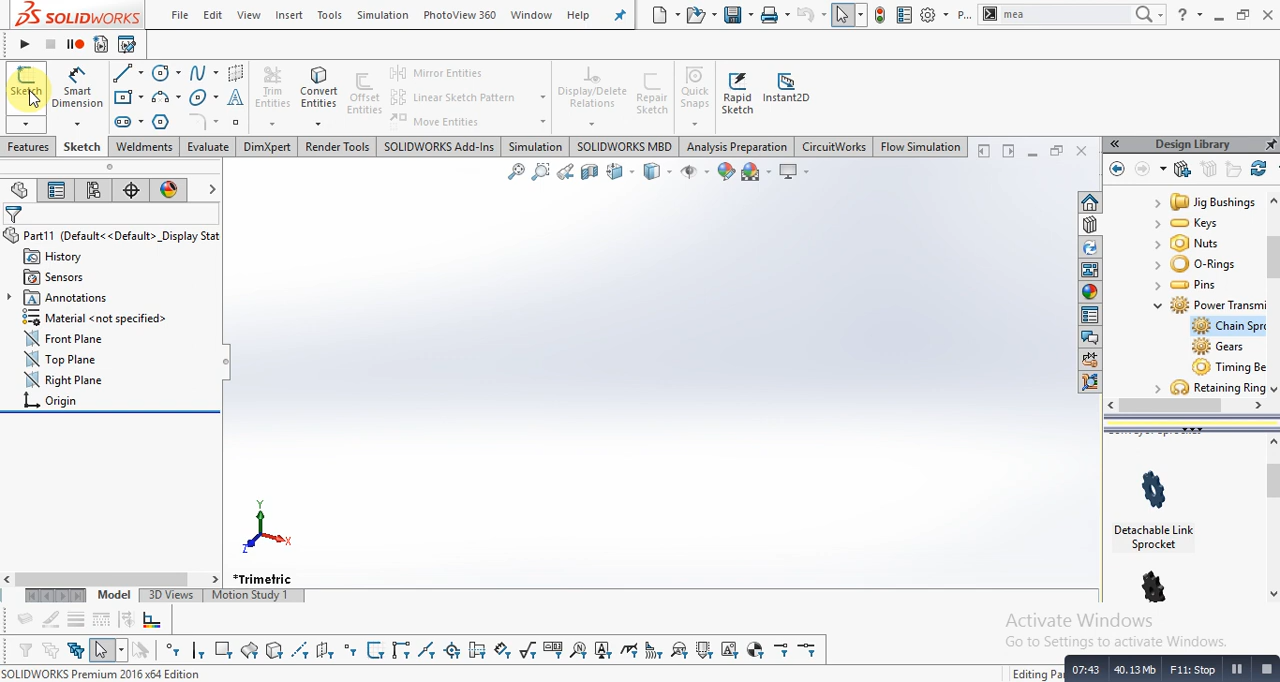 SOLIDWORKS File Edit View Insert Tools Simulation PhotoView 360 Window Help P... mea
Sketch Smart Dimension Trim Entities Convert Entities Offset Entities Mirror Entities Linear Sketch Pattern Move Entities Display/Delete Relations Repair Sketch Quick Snaps Rapid Sketch Instant2D
Features Sketch Weldments Evaluate DimXpert Render Tools SOLIDWORKS Add-Ins Simulation SOLIDWORKS MBD Analysis Preparation CircuitWorks Flow Simulation
Part11 (Default<<Default>_Display Stat
History
Sensors
Annotations
Material <not specified>
Front Plane
Top Plane
Right Plane
Origin
Y
X
Z
*Trimetric
Design Library
Jig Bushings
Keys
Nuts
O-Rings
Pins
Power Transmi
Chain Spro
Gears
Timing Be
Retaining Ring
Detachable Link
Sprocket
Model 3D Views Motion Study 1
Activate Windows
Go to Settings to activate Windows.
SOLIDWORKS Premium 2016 x64 Edition
Editing Pa
07:43 40.13 Mb F11: Stop